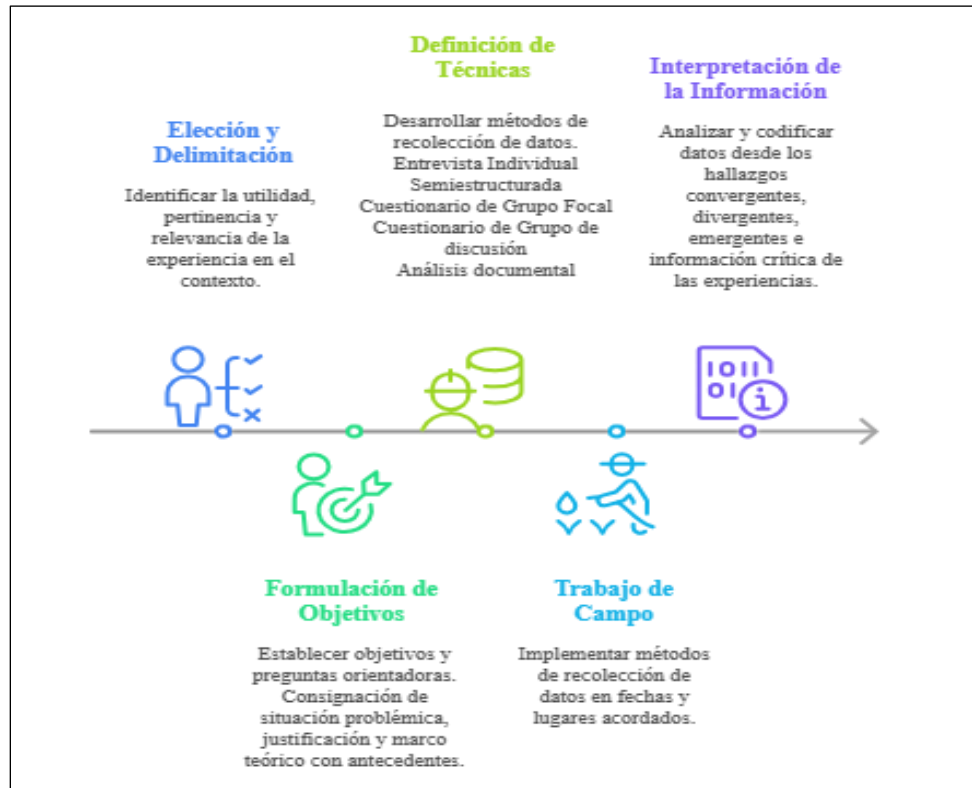 Elección y
Delimitación
Identificar la utilidad,
pertinencia y
relevancia de la
experiencia en el
contexto.
Formulación de
Objetivos
Establecer objetivos y
preguntas orientadoras.
Consignación de
situación problémica,
justificación y marco
teórico con antecedentes.
Definición de
Técnicas
Desarrollar métodos de
recolección de datos.
Entrevista Individual
Semiestructurada
Cuestionario de Grupo Focal
Cuestionario de Grupo de
discusión
Análisis documental
Trabajo de
Campo
Implementar métodos
de recolección de
datos en fechas y
lugares acordados.
Interpretación de
la Información
Analizar y codificar
datos desde los
hallazgos
convergentes,
divergentes,
emergentes e
información crítica de
las experiencias.